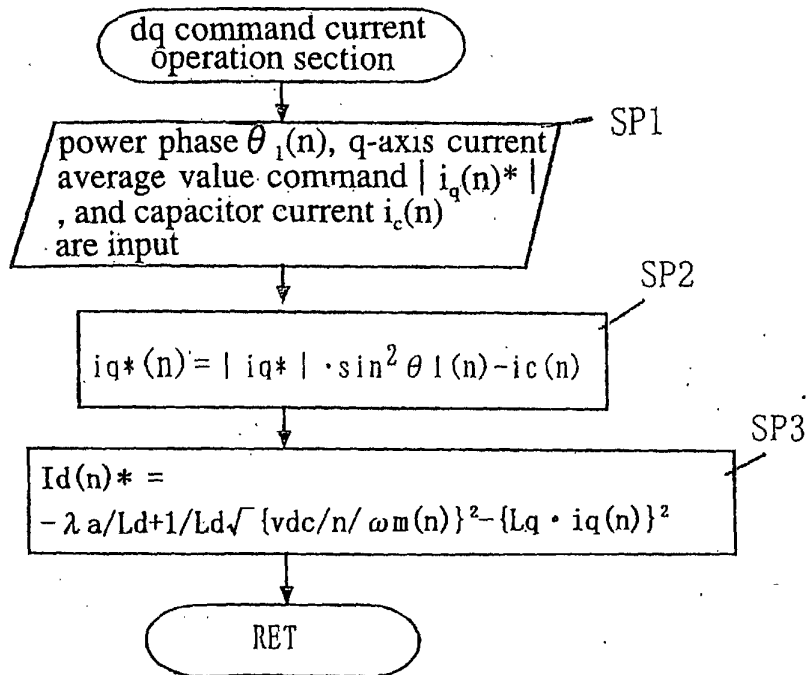 dq command current
operation section
SP1
power phase θ₁(n), q-axis current
average value command | i_q(n)* |
, and capacitor current i_c(n)
are input
SP2
iq*(n)=| iq* |・sin² θ1(n)-ic(n)
SP3
Id(n)* =
-λa/Ld+1/Ld√{vdc/n/ωm(n)}²-{Lq・iq(n)}²
RET